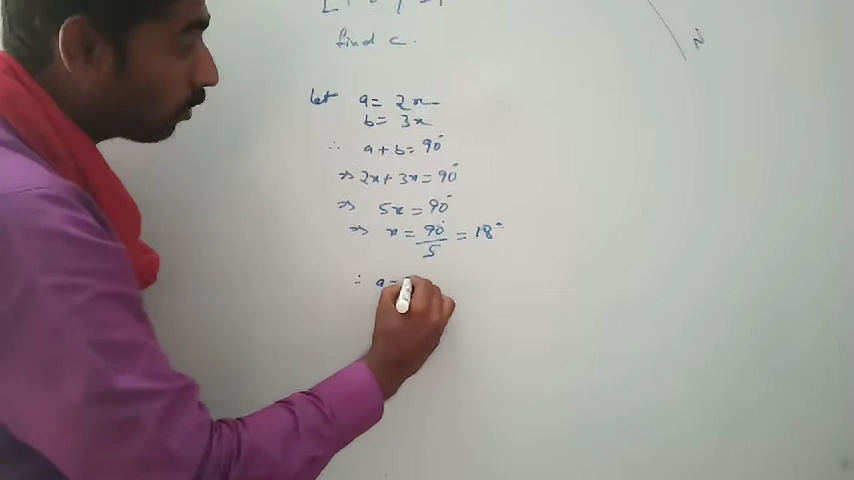 find c.
N
let a = 2x
b = 3x
∴ a + b = 90°
⇒ 2x + 3x = 90°
⇒ 5x = 90°
⇒ x = 90°/5 = 18°
∴ a =